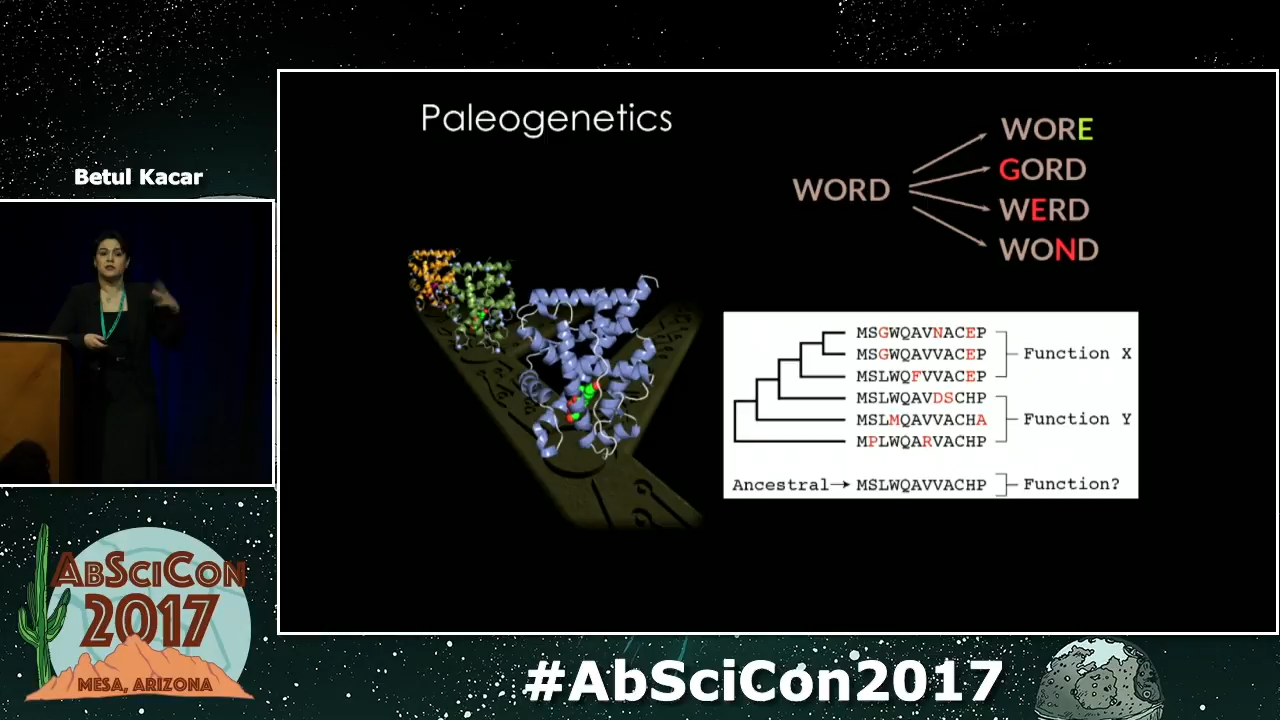 Paleogenetics
WORD
WORE
GORD
WERD
WOND
Betul Kacar
MSGWQAVNACEP
MSGWQAVVACEP
MSLWQFVVACEP
Function X
MSLWQAVDSCHP
MSLMQAVVACHA
MPLWQARVACHP
Function Y
Ancestral→ MSLWQAVVACHP Function?
AbSciCon
2017
MESA, ARIZONA
#AbSciCon2017